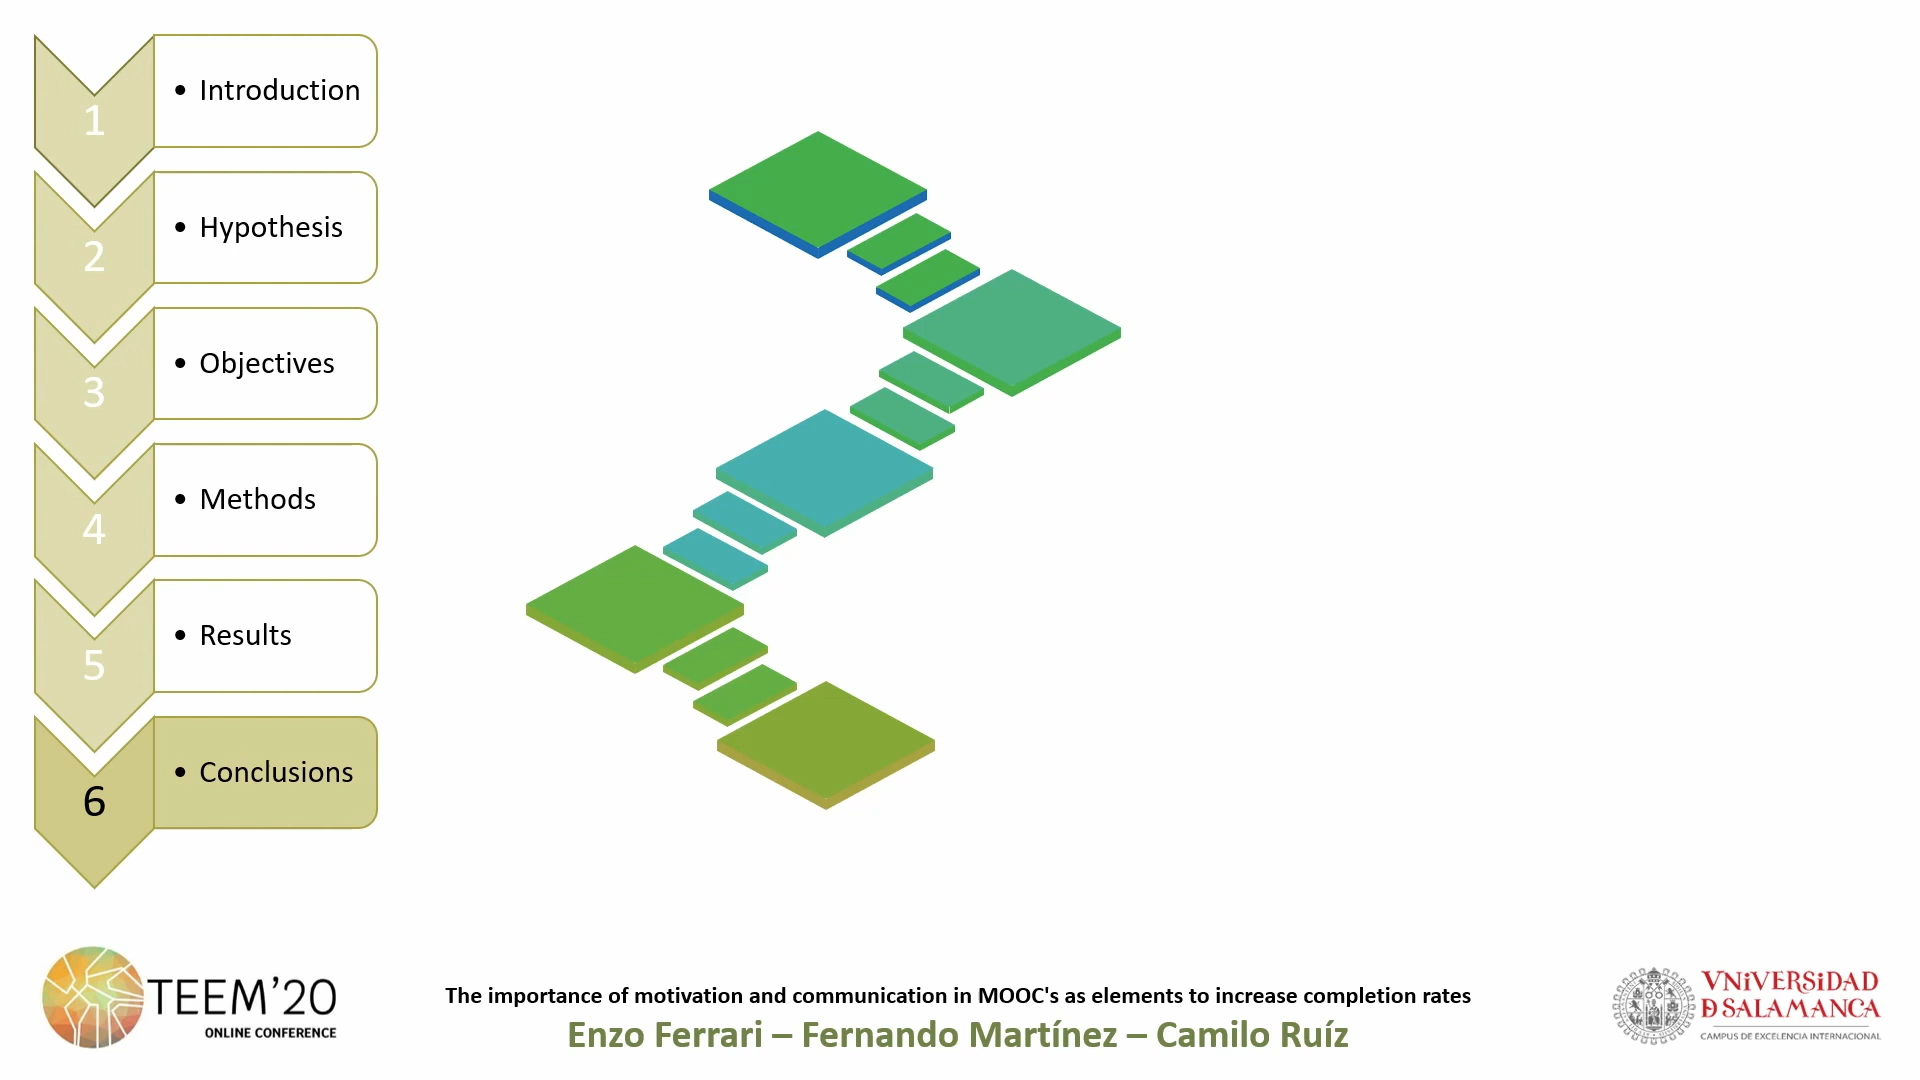 1
• Introduction
2
• Hypothesis
3
• Objectives
4
• Methods
5
• Results
6
• Conclusions
TEEM'20
ONLINE CONFERENCE
The importance of motivation and communication in MOOC's as elements to increase completion rates
Enzo Ferrari – Fernando Martínez – Camilo Ruíz
VNiVERSiDAD
D SALAMANCA
CAMPUS DE EXCELENCIA INTERNACIONAL